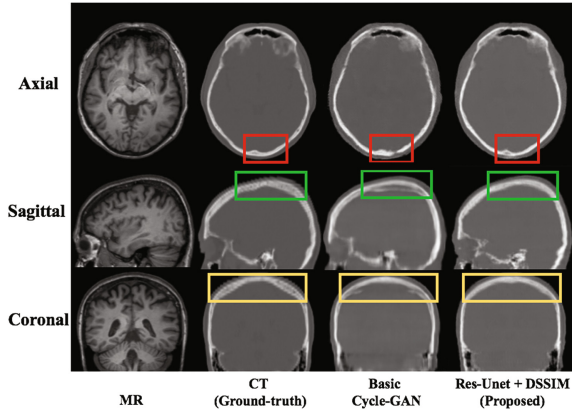 Axial
Sagittal
Coronal
MR
CT
(Ground-truth)
Basic
Cycle-GAN
Res-Unet + DSSIM
(Proposed)